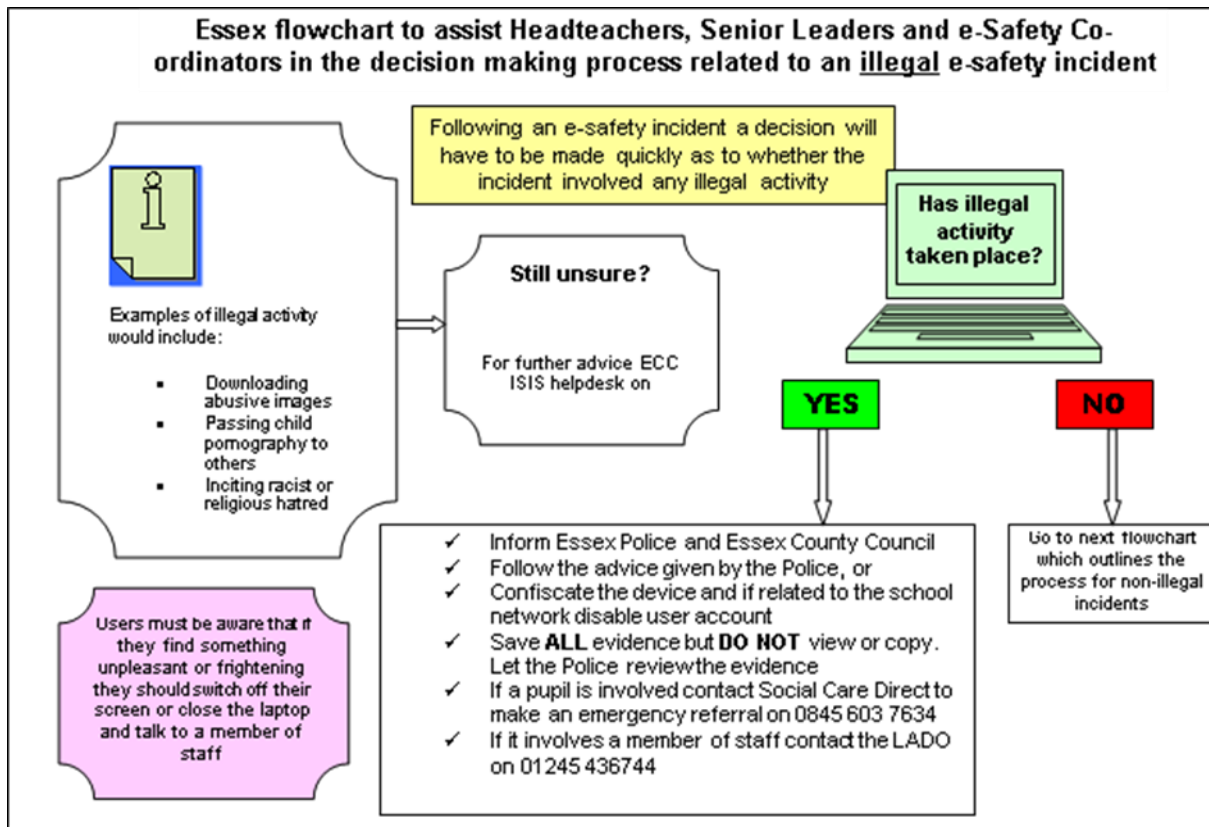 Essex flowchart to assist Headteachers, Senior Leaders and e-Safety Co-
ordinators in the decision making process related to an illegal e-safety incident
Following an e-safety incident a decision will
have to be made quickly as to whether the
incident involved any illegal activity
Has illegal
activity
taken place?
i
Examples of illegal activity
would include:
▪ Downloading
abusive images
▪ Passing child
pornography to
others
▪ Inciting racist or
religious hatred
Still unsure?
For further advice ECC
ISIS helpdesk on
YES
NO
✓ Inform Essex Police and Essex County Council
✓ Follow the advice given by the Police, or
✓ Confiscate the device and if related to the school
network disable user account
✓ Save ALL evidence but DO NOT view or copy.
Let the Police review the evidence
✓ If a pupil is involved contact Social Care Direct to
make an emergency referral on 0845 603 7634
✓ If it involves a member of staff contact the LADO
on 01245 436744
Go to next flowchart
which outlines the
process for non-illegal
incidents
Users must be aware that if
they find something
unpleasant or frightening
they should switch off their
screen or close the laptop
and talk to a member of
staff